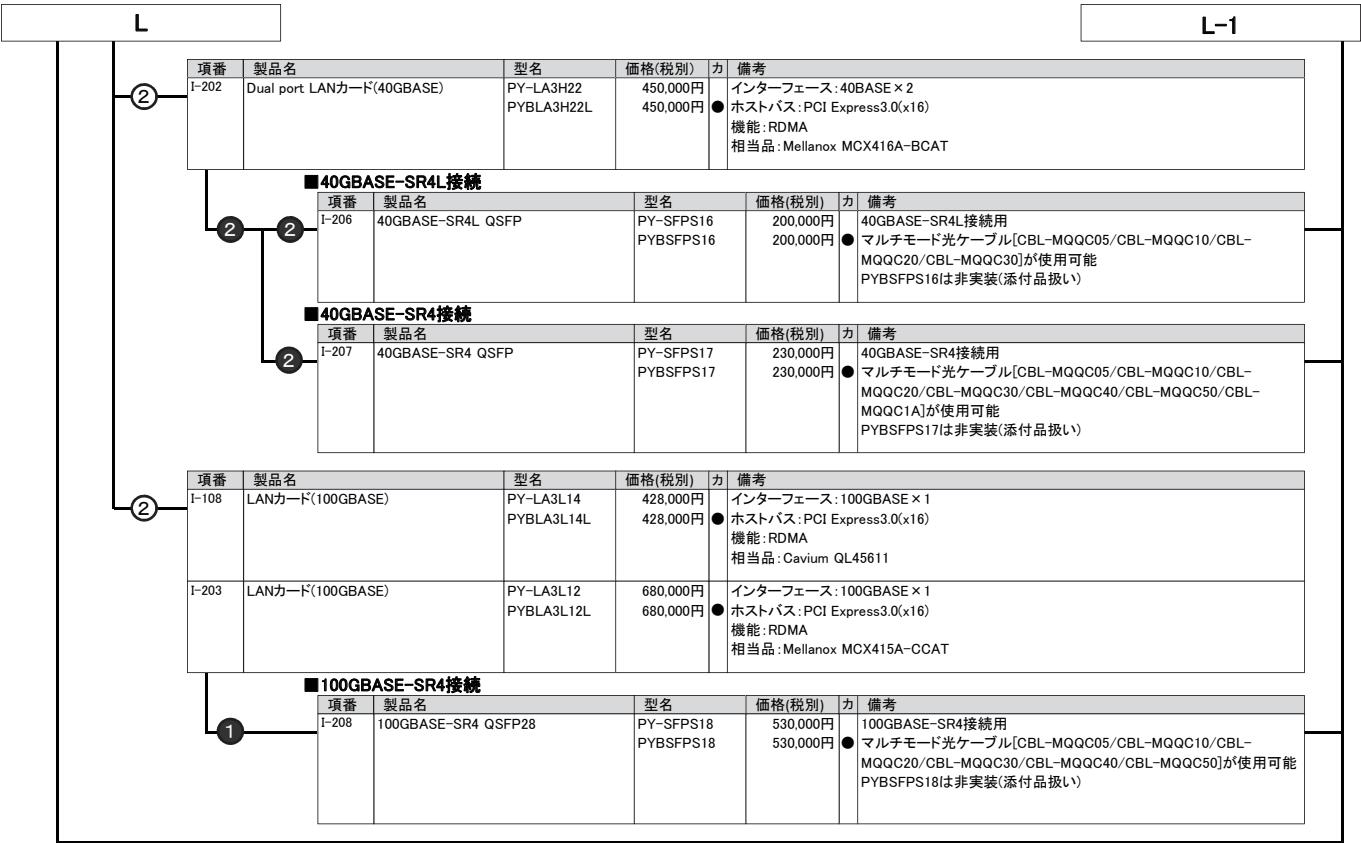 L
L-1
項番 製品名 型名 価格(税別) カ 備考
② I-202 Dual port LANカード(40GBASE) PY-LA3H22 450,000円 インターフェース:40BASE×2
PYBLA3H22L 450,000円 ● ホストバス:PCI Express3.0(x16)
機能:RDMA
相当品:Mellanox MCX416A-BCAT
■40GBASE-SR4L接続
項番 製品名 型名 価格(税別) カ 備考
❷ ❷ I-206 40GBASE-SR4L QSFP PY-SFPS16 200,000円 40GBASE-SR4L接続用
PYBSFPS16 200,000円 ● マルチモード光ケーブル[CBL-MQQC05/CBL-MQQC10/CBL-
MQQC20/CBL-MQQC30]が使用可能
PYBSFPS16は非実装(添付品扱い)
■40GBASE-SR4接続
項番 製品名 型名 価格(税別) カ 備考
❷ I-207 40GBASE-SR4 QSFP PY-SFPS17 230,000円 40GBASE-SR4接続用
PYBSFPS17 230,000円 ● マルチモード光ケーブル[CBL-MQQC05/CBL-MQQC10/CBL-
MQQC20/CBL-MQQC30/CBL-MQQC40/CBL-MQQC50/CBL-
MQQC1A]が使用可能
PYBSFPS17は非実装(添付品扱い)
項番 製品名 型名 価格(税別) カ 備考
② I-108 LANカード(100GBASE) PY-LA3L14 428,000円 インターフェース:100GBASE×1
PYBLA3L14L 428,000円 ● ホストバス:PCI Express3.0(x16)
機能:RDMA
相当品:Cavium QL45611
I-203 LANカード(100GBASE) PY-LA3L12 680,000円 インターフェース:100GBASE×1
PYBLA3L12L 680,000円 ● ホストバス:PCI Express3.0(x16)
機能:RDMA
相当品:Mellanox MCX415A-CCAT
■100GBASE-SR4接続
項番 製品名 型名 価格(税別) カ 備考
❶ I-208 100GBASE-SR4 QSFP28 PY-SFPS18 530,000円 100GBASE-SR4接続用
PYBSFPS18 530,000円 ● マルチモード光ケーブル[CBL-MQQC05/CBL-MQQC10/CBL-
MQQC20/CBL-MQQC30/CBL-MQQC40/CBL-MQQC50]が使用可能
PYBSFPS18は非実装(添付品扱い)